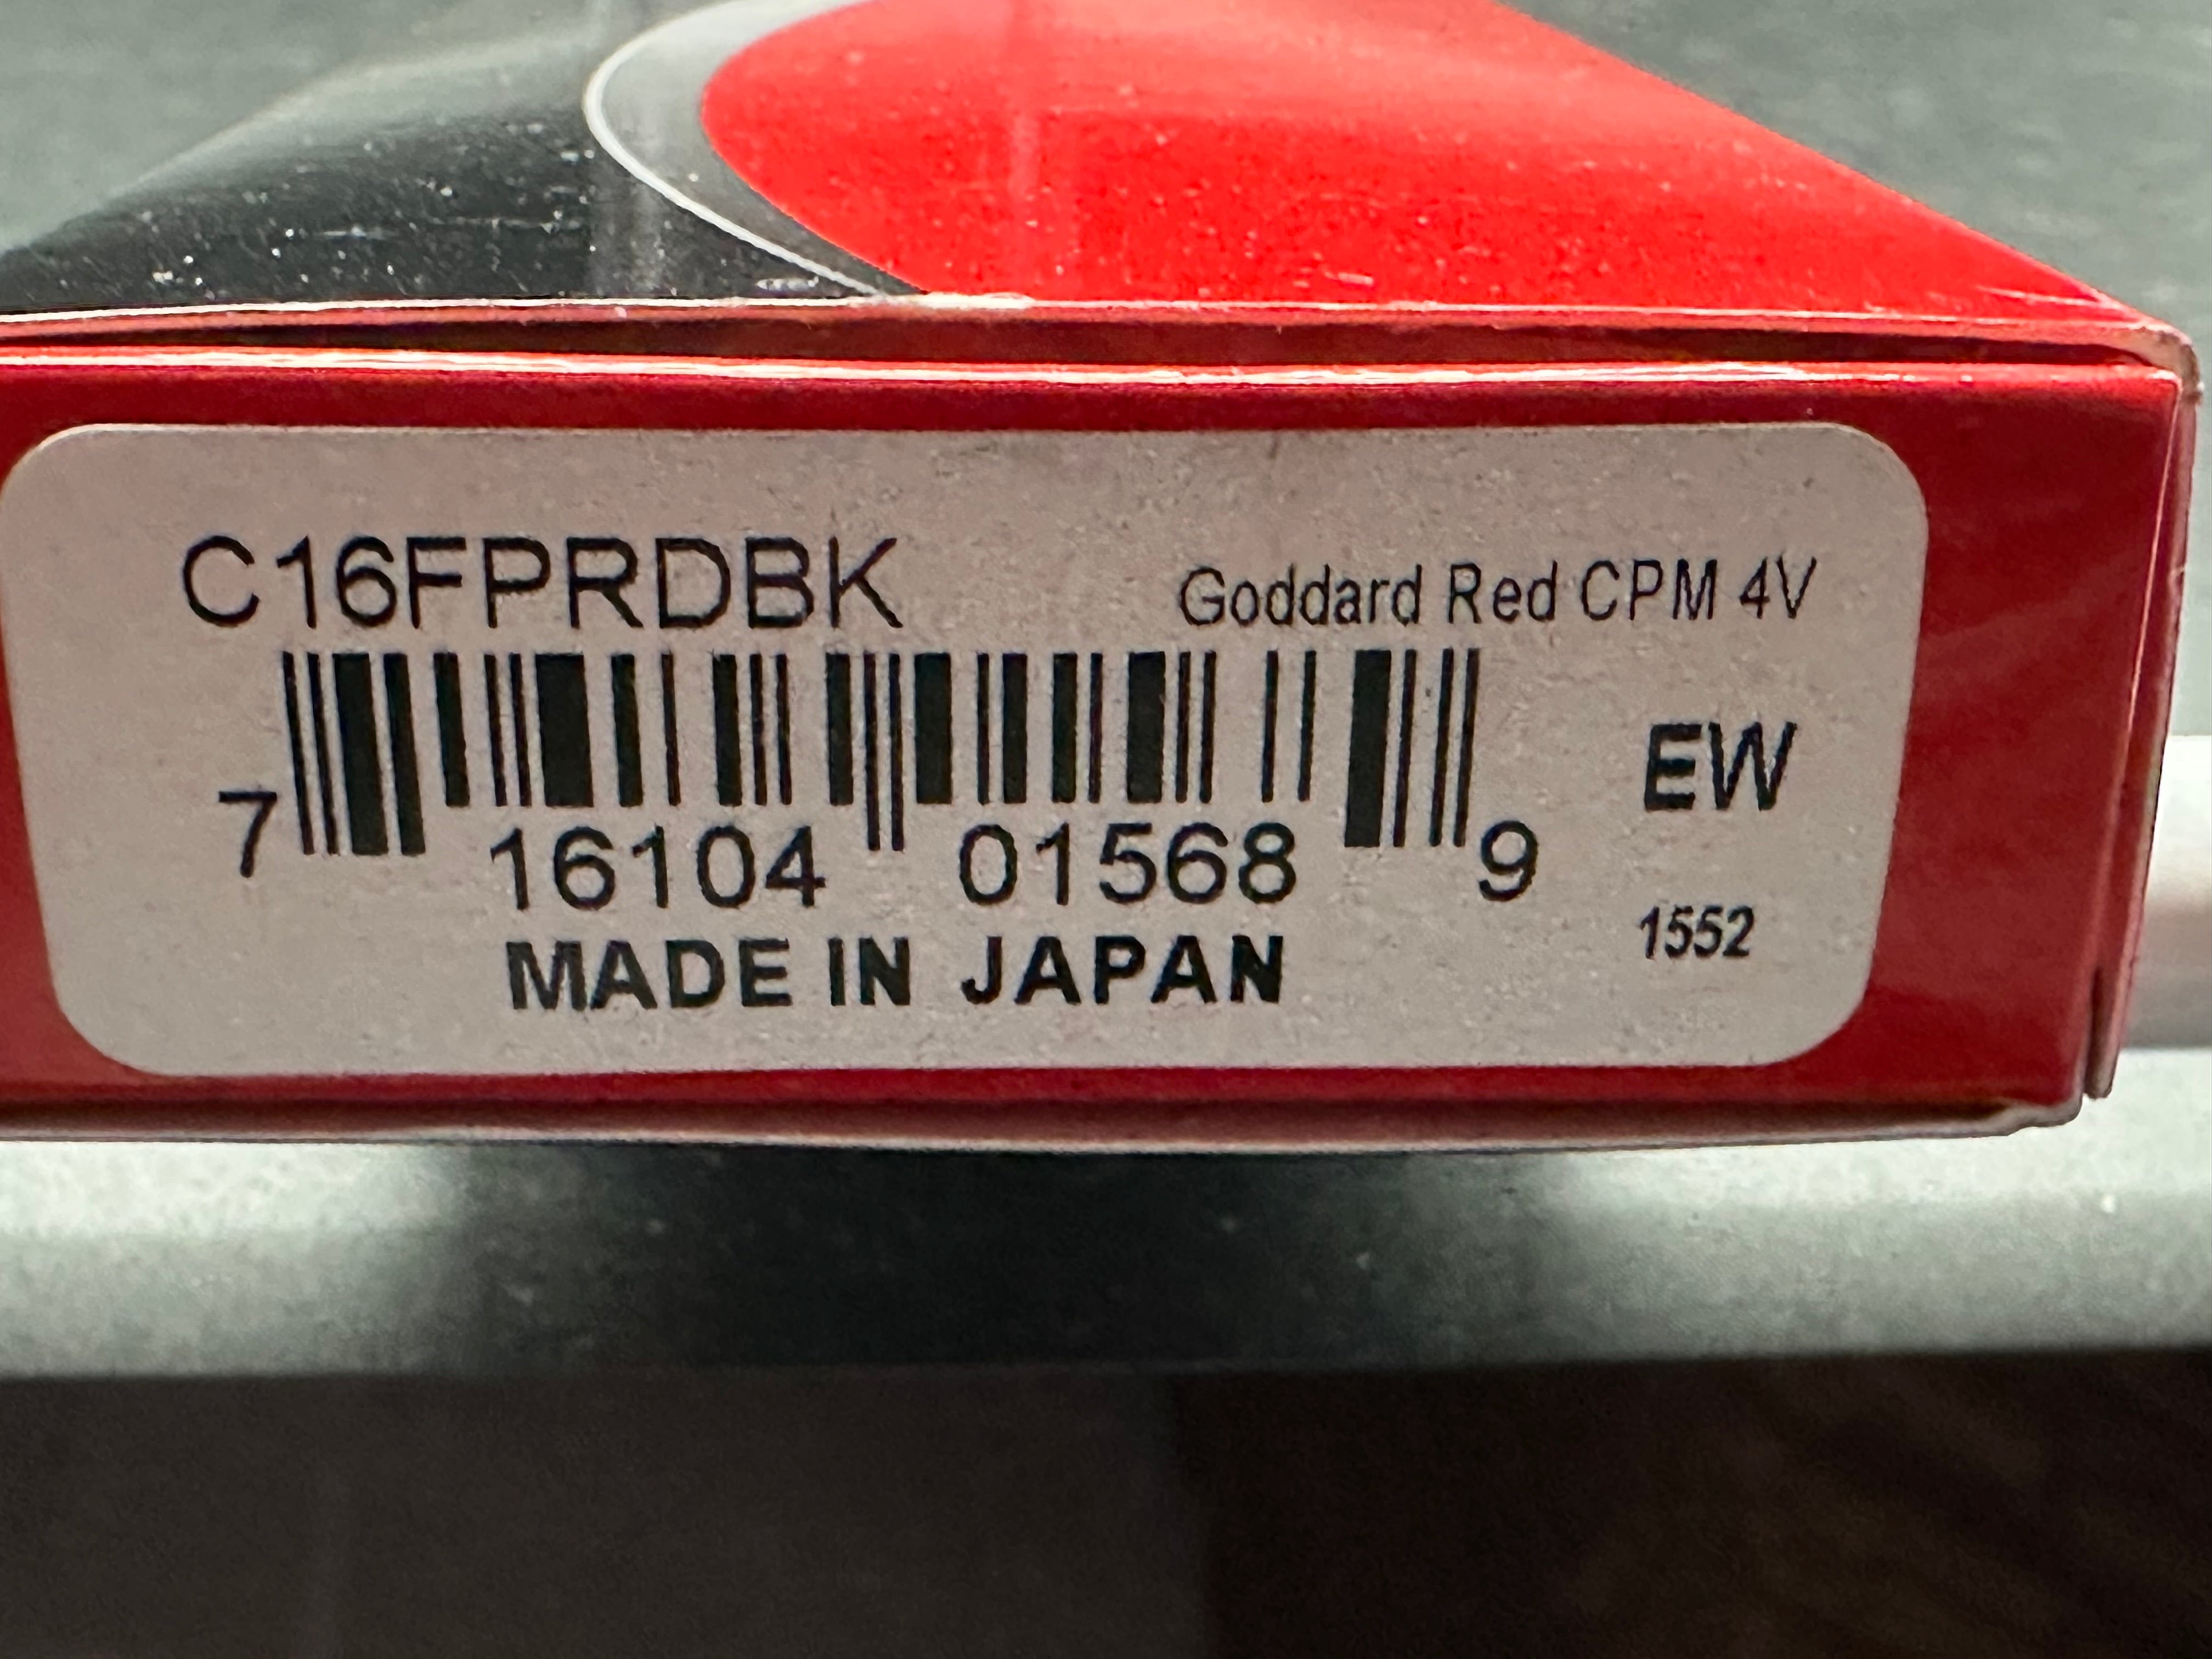 C16FPRDBK Goddard Red CPM 4V
EW
7 16104 01568 9
1552
MADE IN JAPAN